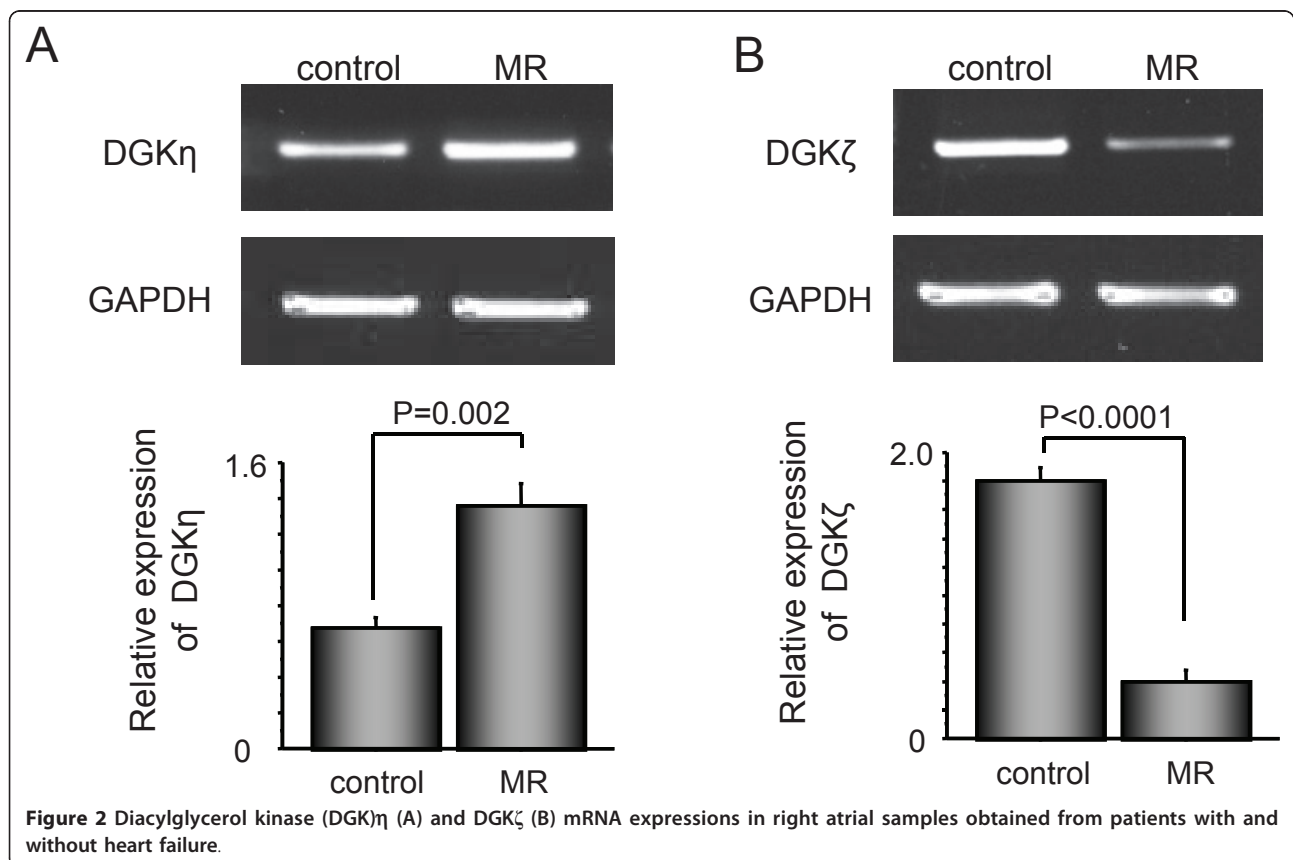 A
control MR
DGKη
GAPDH
P=0.002
Relative expression
of DGKη
1.6
0
control MR
B
control MR
DGKζ
GAPDH
P<0.0001
Relative expression
of DGKζ
2.0
0
control MR
Figure 2 Diacylglycerol kinase (DGK)η (A) and DGKζ (B) mRNA expressions in right atrial samples obtained from patients with and
without heart failure.